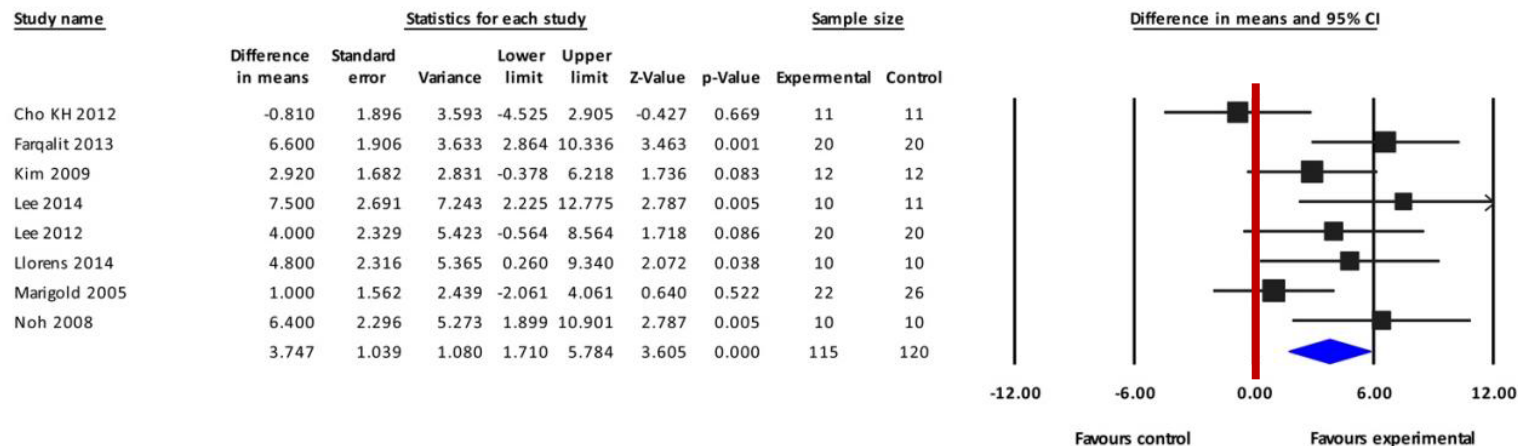 Study name Statistics for each study Sample size Difference in means and 95% CI
Difference Standard Lower Upper
in means error Variance limit limit Z-Value p-Value Expermental Control
Cho KH 2012 -0.810 1.896 3.593 -4.525 2.905 -0.427 0.669 11 11
Farqalit 2013 6.600 1.906 3.633 2.864 10.336 3.463 0.001 20 20
Kim 2009 2.920 1.682 2.831 -0.378 6.218 1.736 0.083 12 12
Lee 2014 7.500 2.691 7.243 2.225 12.775 2.787 0.005 10 11
Lee 2012 4.000 2.329 5.423 -0.564 8.564 1.718 0.086 20 20
Llorens 2014 4.800 2.316 5.365 0.260 9.340 2.072 0.038 10 10
Marigold 2005 1.000 1.562 2.439 -2.061 4.061 0.640 0.522 22 26
Noh 2008 6.400 2.296 5.273 1.899 10.901 2.787 0.005 10 10
3.747 1.039 1.080 1.710 5.784 3.605 0.000 115 120
-12.00 -6.00 0.00 6.00 12.00
Favours control Favours experimental